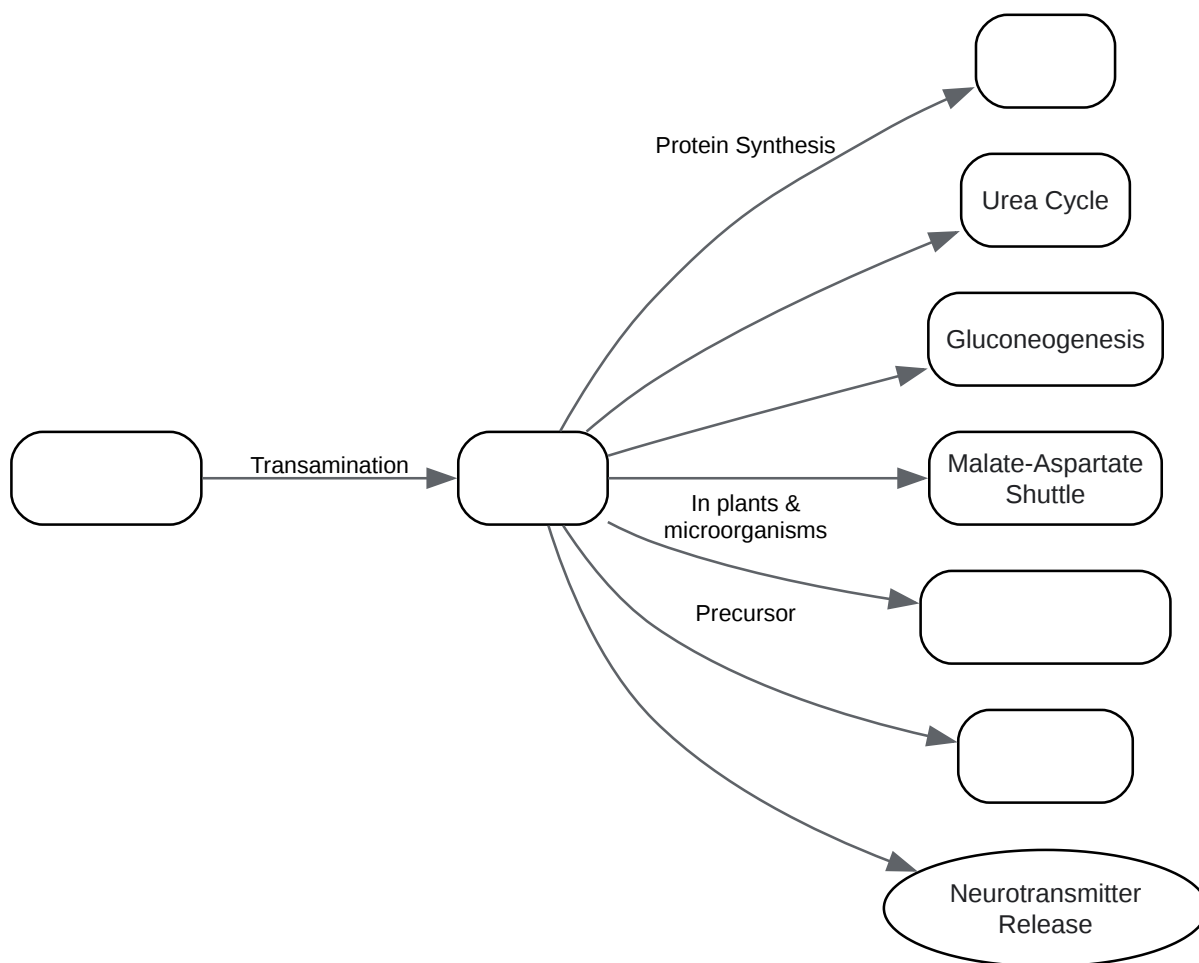 Protein Synthesis
Urea Cycle
Gluconeogenesis
Transamination
Malate-Aspartate
Shuttle
In plants &
microorganisms
Precursor
Neurotransmitter
Release